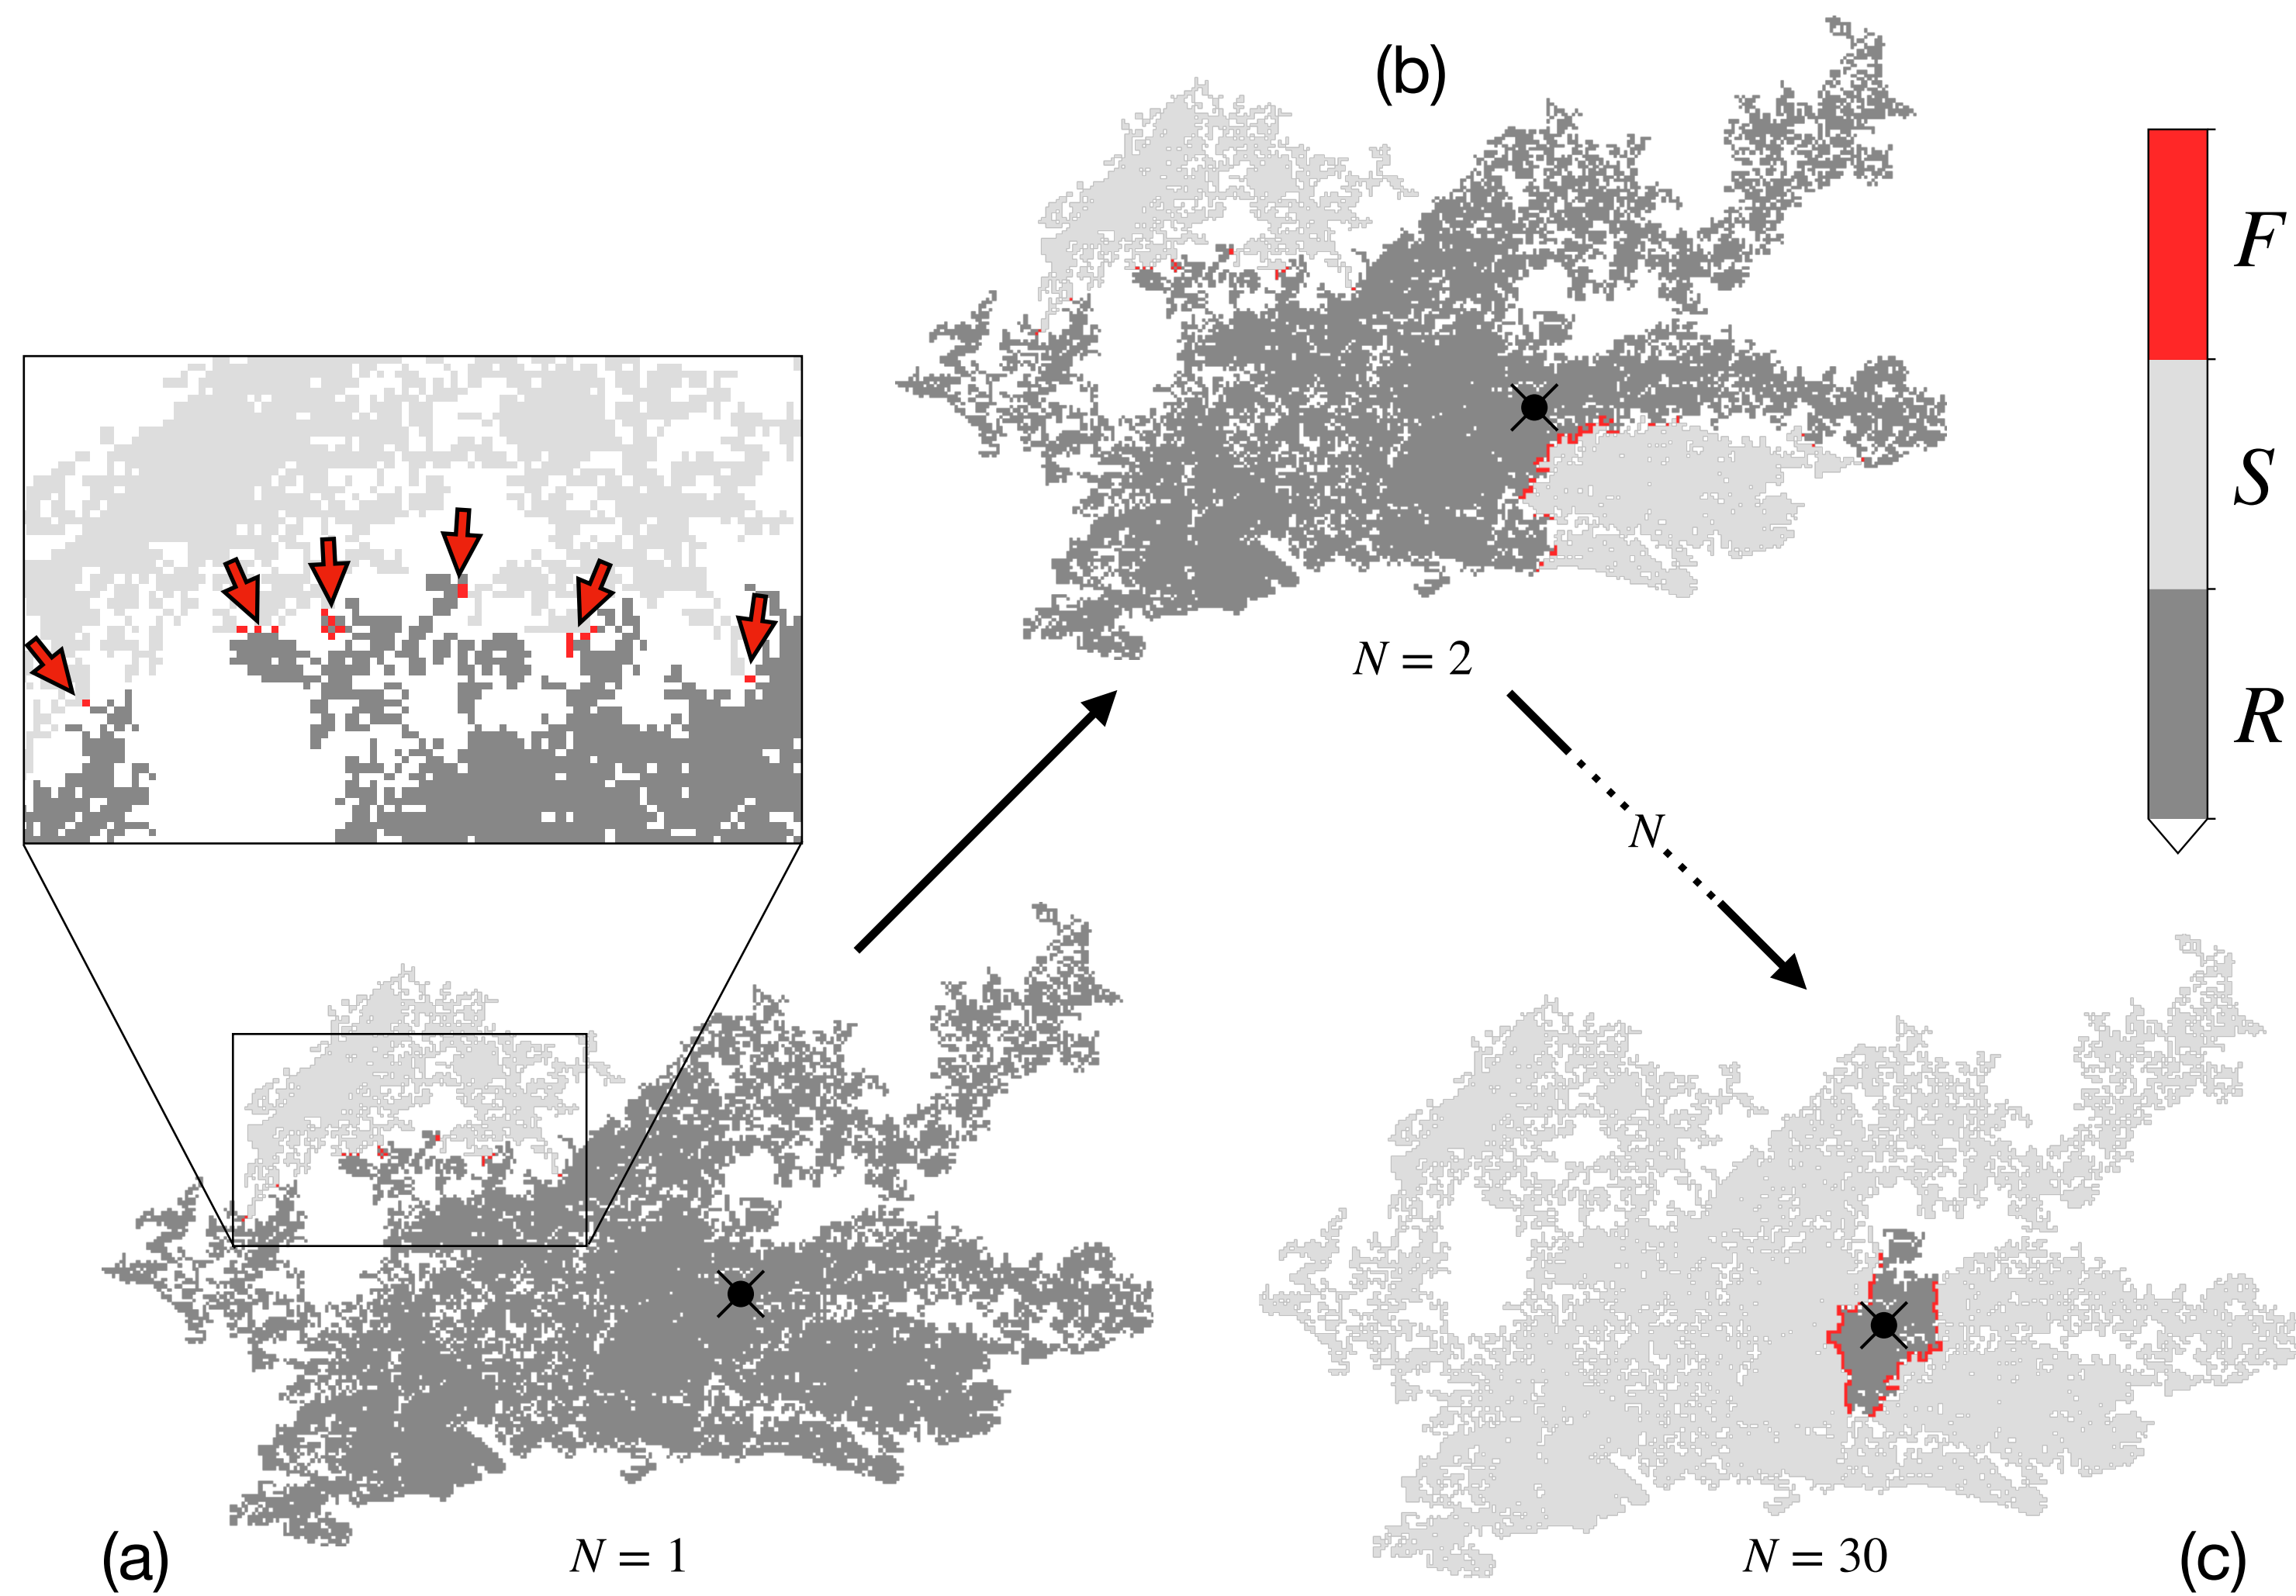 (b)
F
S
R
N = 2
N
(a)
N = 1
N = 30
(c)